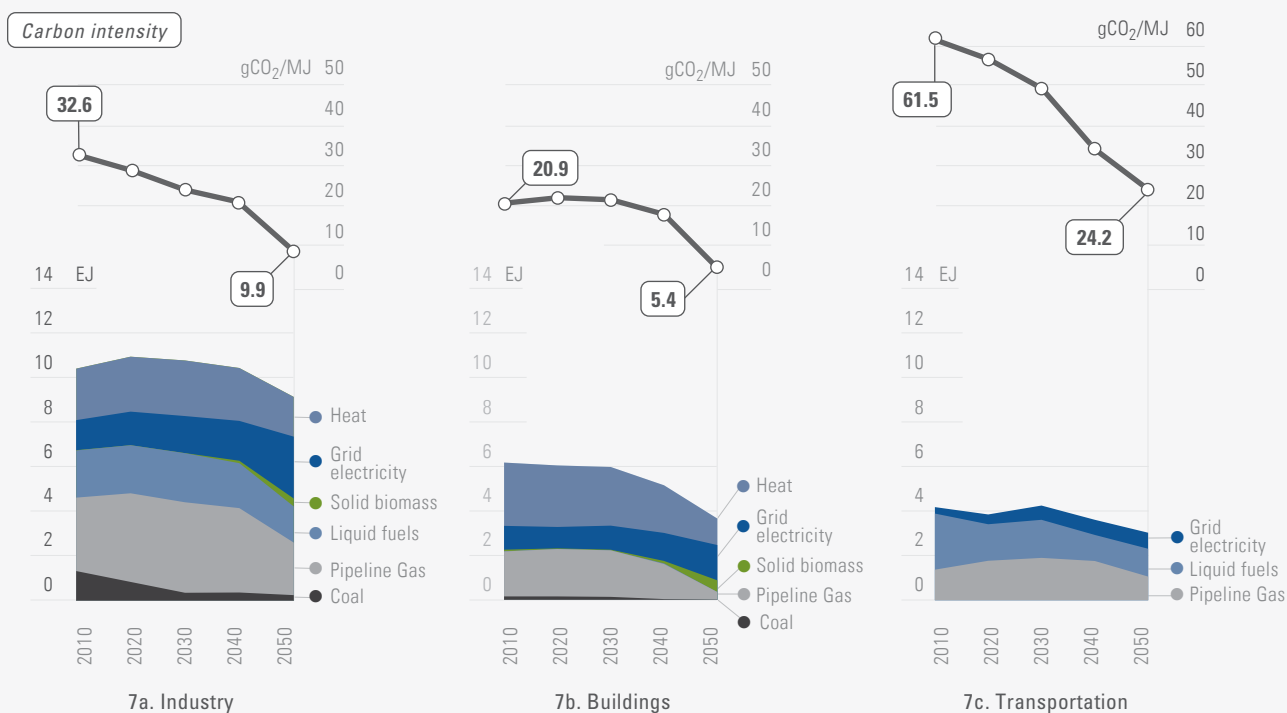 Carbon intensity
gCO2/MJ 50
40
30
20
10
0
32.6
9.9
14 EJ
12
10
8
6
4
2
0
Heat
Grid
electricity
Solid biomass
Liquid fuels
Pipeline Gas
Coal
2010
2020
2030
2040
2050
7a. Industry
gCO2/MJ 50
40
30
20
10
0
20.9
5.4
14 EJ
12
10
8
6
4
2
0
Heat
Grid
electricity
Solid biomass
Pipeline Gas
Coal
2010
2020
2030
2040
2050
7b. Buildings
gCO2/MJ 60
50
40
30
20
10
0
61.5
24.2
14 EJ
12
10
8
6
4
2
0
Grid
electricity
Liquid fuels
Pipeline Gas
2010
2020
2030
2040
2050
7c. Transportation